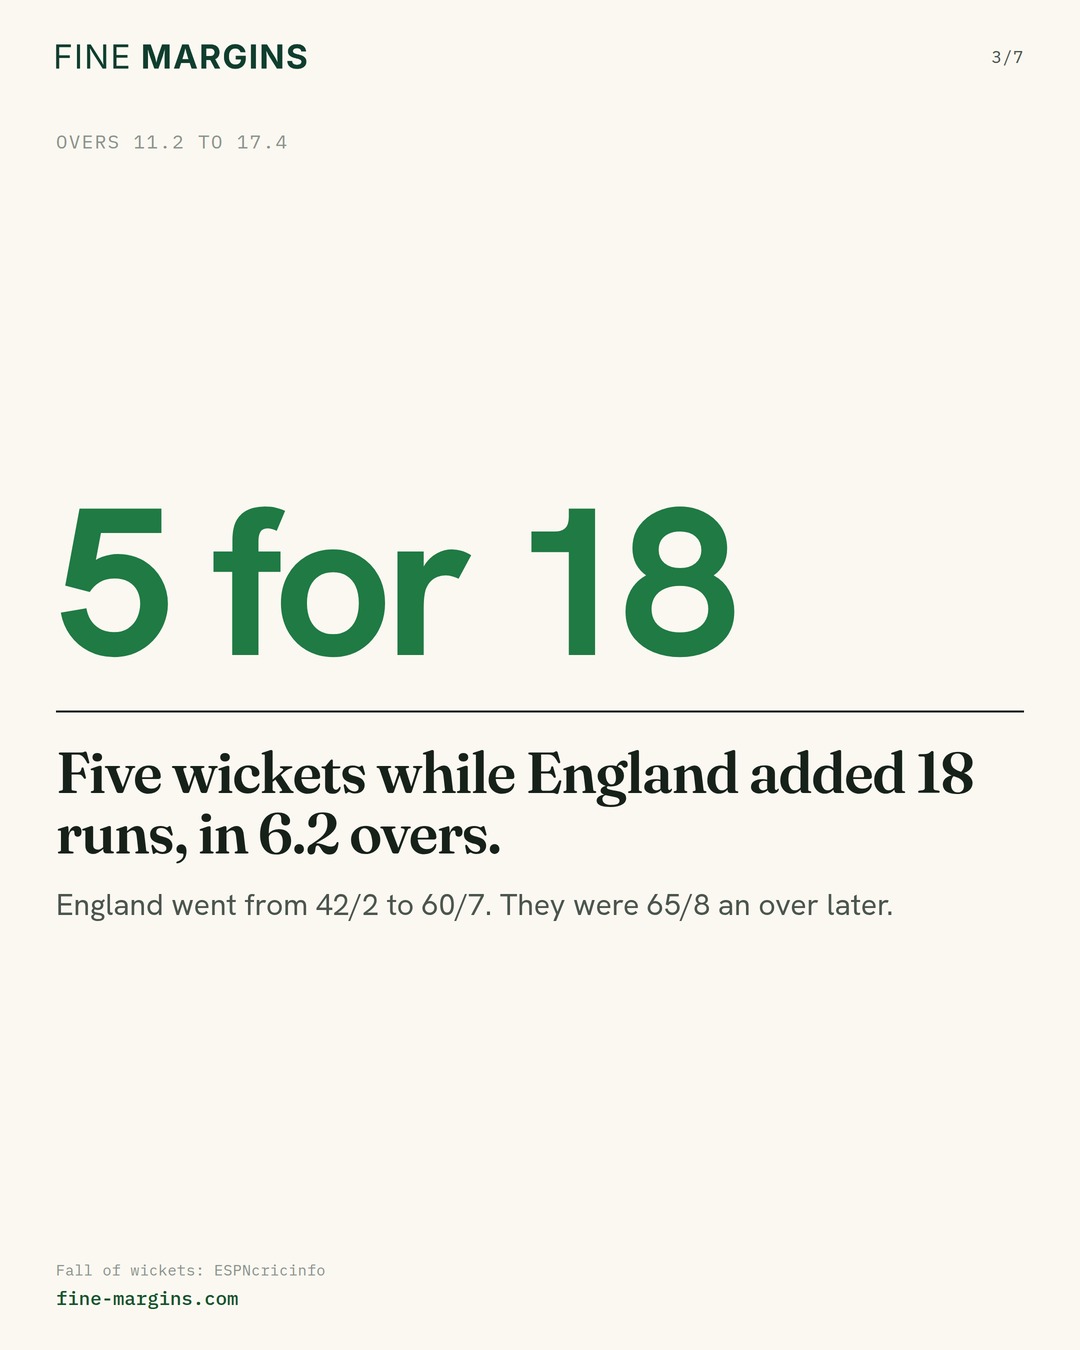 FINE MARGINS
3/7
OVERS 11.2 TO 17.4
5 for 18
Five wickets while England added 18
runs, in 6.2 overs.
England went from 42/2 to 60/7. They were 65/8 an over later.
Fall of wickets: ESPNcricinfo
fine-margins.com